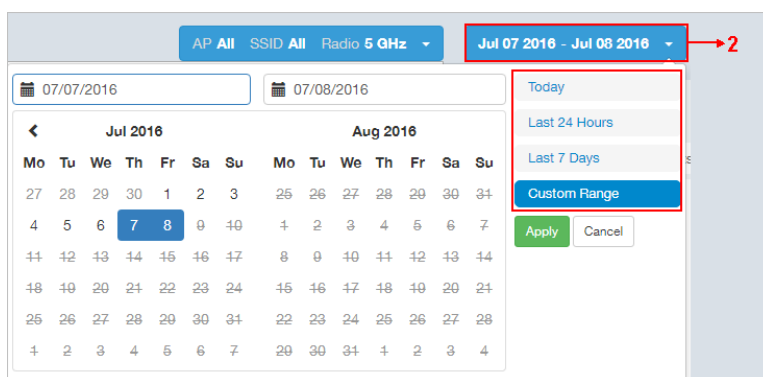 AP All SSID All Radio 5 GHz Jul 07 2016 - Jul 08 2016 2
07/07/2016 07/08/2016 Today
Jul 2016 Aug 2016 Last 24 Hours
Mo Tu We Th Fr Sa Su Mo Tu We Th Fr Sa Su Last 7 Days
27 28 29 30 1 2 3 25 26 27 28 29 30 31 Custom Range
4 5 6 7 8 9 10 1 2 3 4 5 6 7 Apply Cancel
11 12 13 14 15 16 17 8 9 10 11 12 13 14
18 19 20 21 22 23 24 15 16 17 18 19 20 21
25 26 27 28 29 30 31 22 23 24 25 26 27 28
1 2 3 4 5 6 7 29 30 31 1 2 3 4